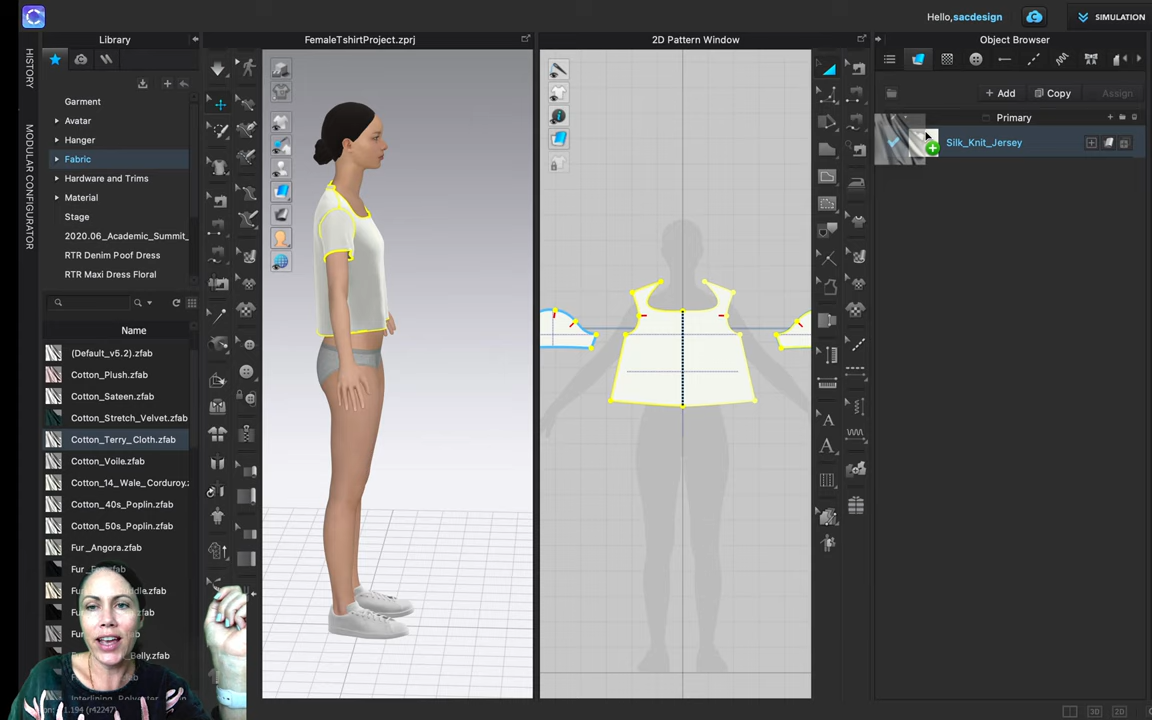 Hello,sacdesign
SIMULATION
Library
FemaleTshirtProject.zprj
2D Pattern Window
Object Browser
HISTORY
MODULAR CONFIGURATOR
Garment
Avatar
Hanger
Fabric
Hardware and Trims
Material
Stage
2020.06_Academic_Summit_
RTR Denim Poof Dress
RTR Maxi Dress Floral
+ Add
Copy
Assign
Primary
Silk_Knit_Jersey
Name
(Default_v5.2).zfab
Cotton_Plush.zfab
Cotton_Sateen.zfab
Cotton_Stretch_Velvet.zfab
Cotton_Terry_Cloth.zfab
Cotton_Voile.zfab
Cotton_14_Wale_Corduroy.z
Cotton_40s_Poplin.zfab
Cotton_50s_Poplin.zfab
Fur_Angora.zfab
3D
2D